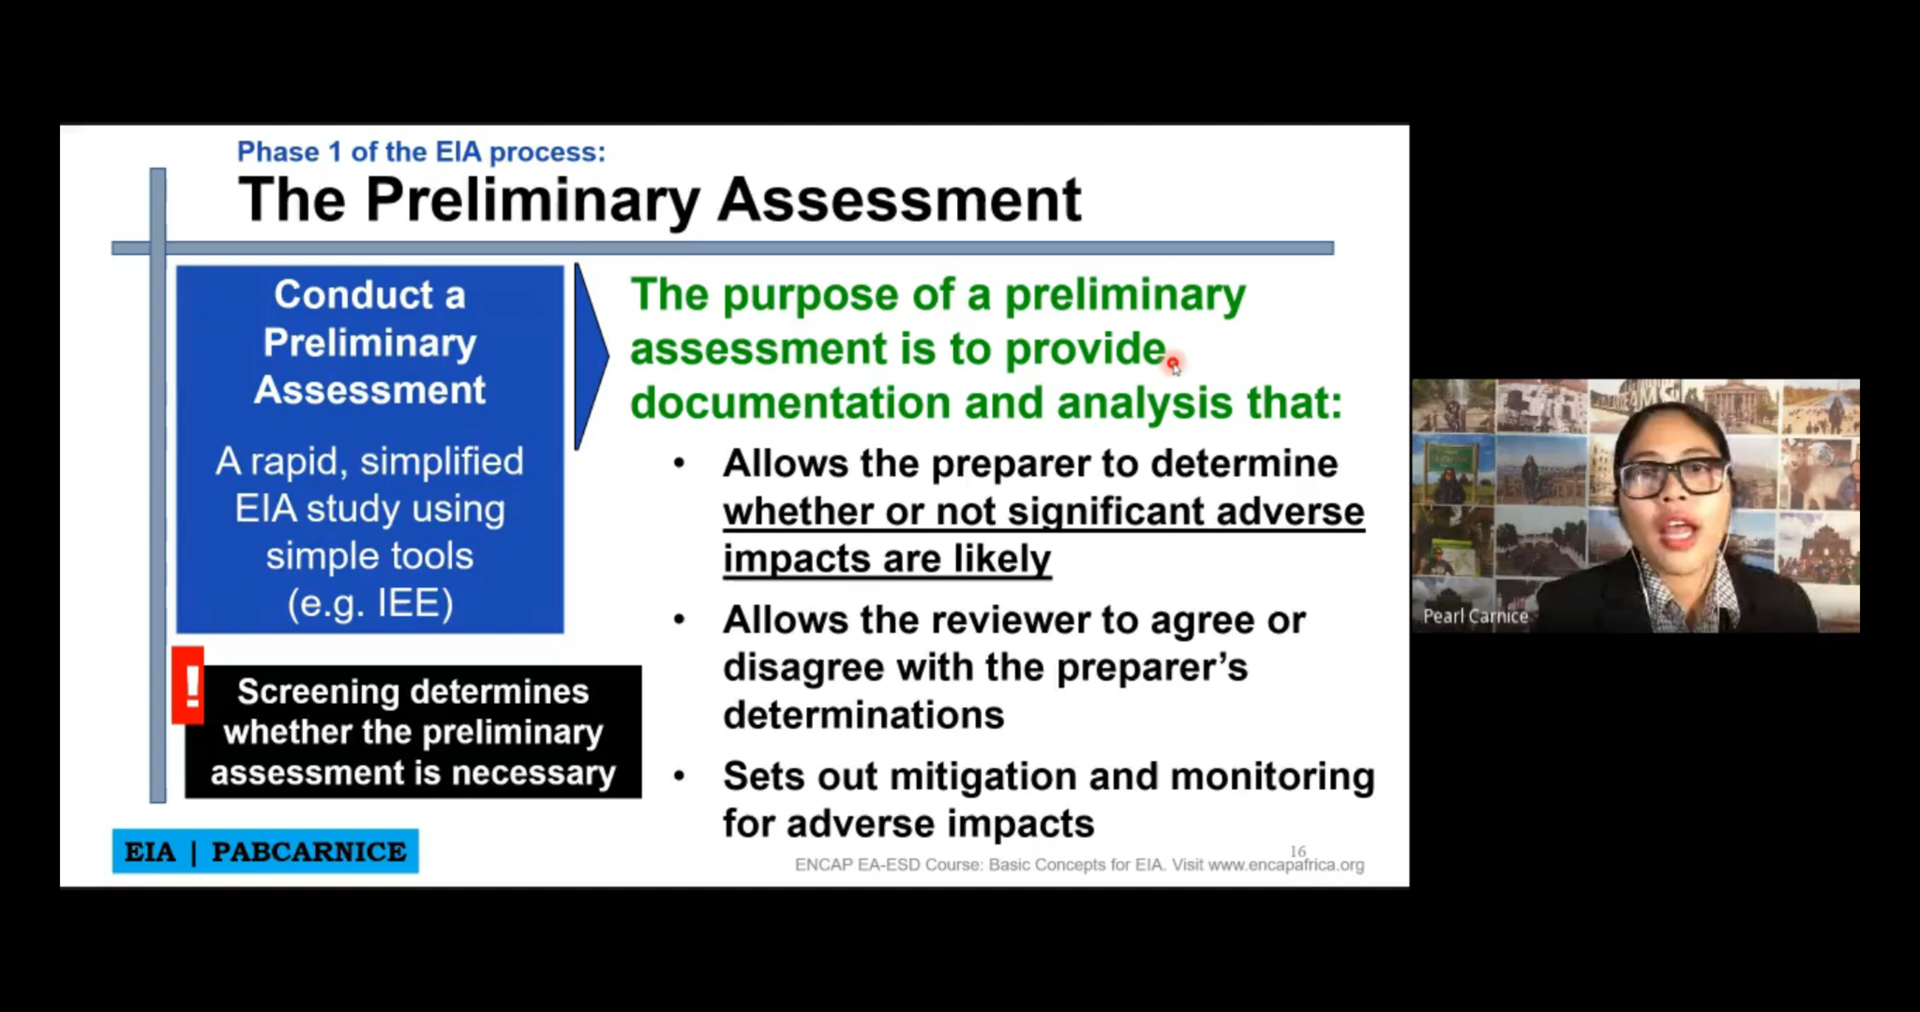 Phase 1 of the EIA process:
The Preliminary Assessment
Conduct a
Preliminary
Assessment
A rapid, simplified
EIA study using
simple tools
(e.g. IEE)
!
Screening determines
whether the preliminary
assessment is necessary
The purpose of a preliminary
assessment is to provide
documentation and analysis that:
• Allows the preparer to determine
whether or not significant adverse
impacts are likely
• Allows the reviewer to agree or
disagree with the preparer’s
determinations
• Sets out mitigation and monitoring
for adverse impacts
EIA | PABCARNICE
16
ENCAP EA-ESD Course: Basic Concepts for EIA. Visit www.encapafrica.org
Pearl Carnice